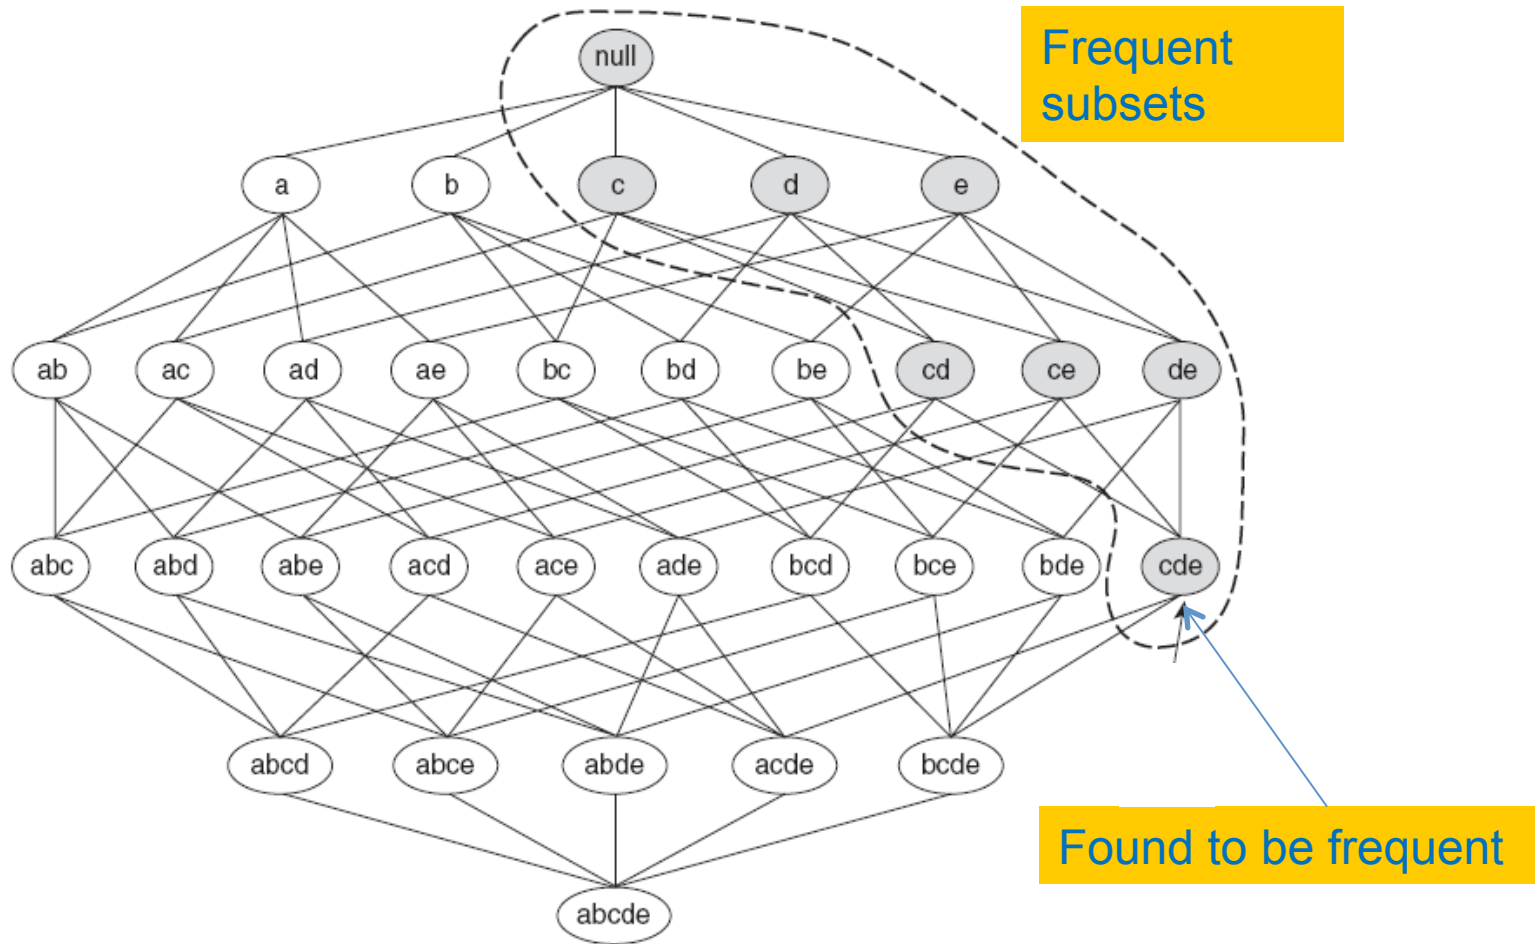 null
Frequent
subsets
a b c d e
ab ac ad ae bc bd be cd ce de
abc abd abe acd ace ade bcd bce bde cde
abcd abce abde acde bcde
Found to be frequent
abcde